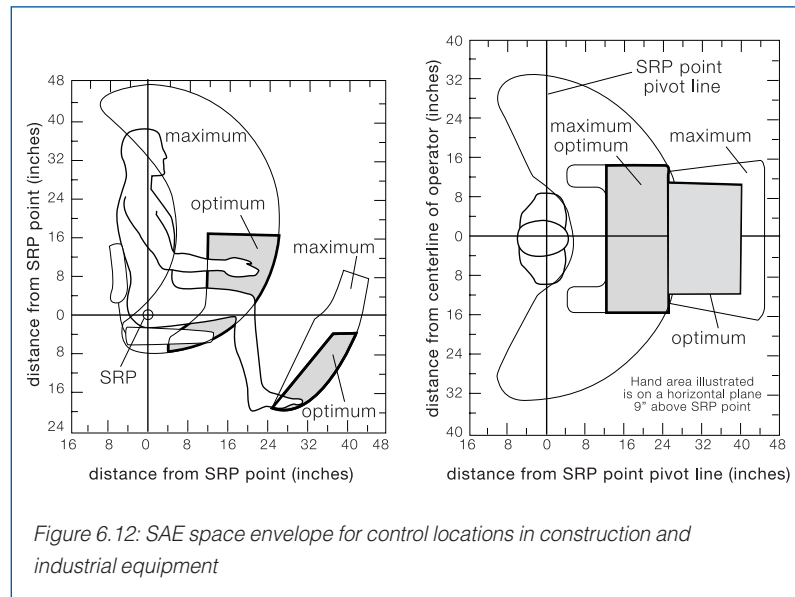 48
40
32
24
16
8
0
8
16
24
16
8
0
8
16
24
32
40
48
distance from SRP point (inches)
distance from SRP point (inches)
maximum
optimum
maximum
SRP
optimum
40
32
24
16
8
0
8
16
24
32
40
16
8
0
8
16
24
32
40
48
distance from centerline of operator (inches)
distance from SRP point pivot line (inches)
SRP point
pivot line
maximum
optimum
maximum
optimum
Hand area illustrated
is on a horizontal plane
9" above SRP point
Figure 6.12: SAE space envelope for control locations in construction and
industrial equipment